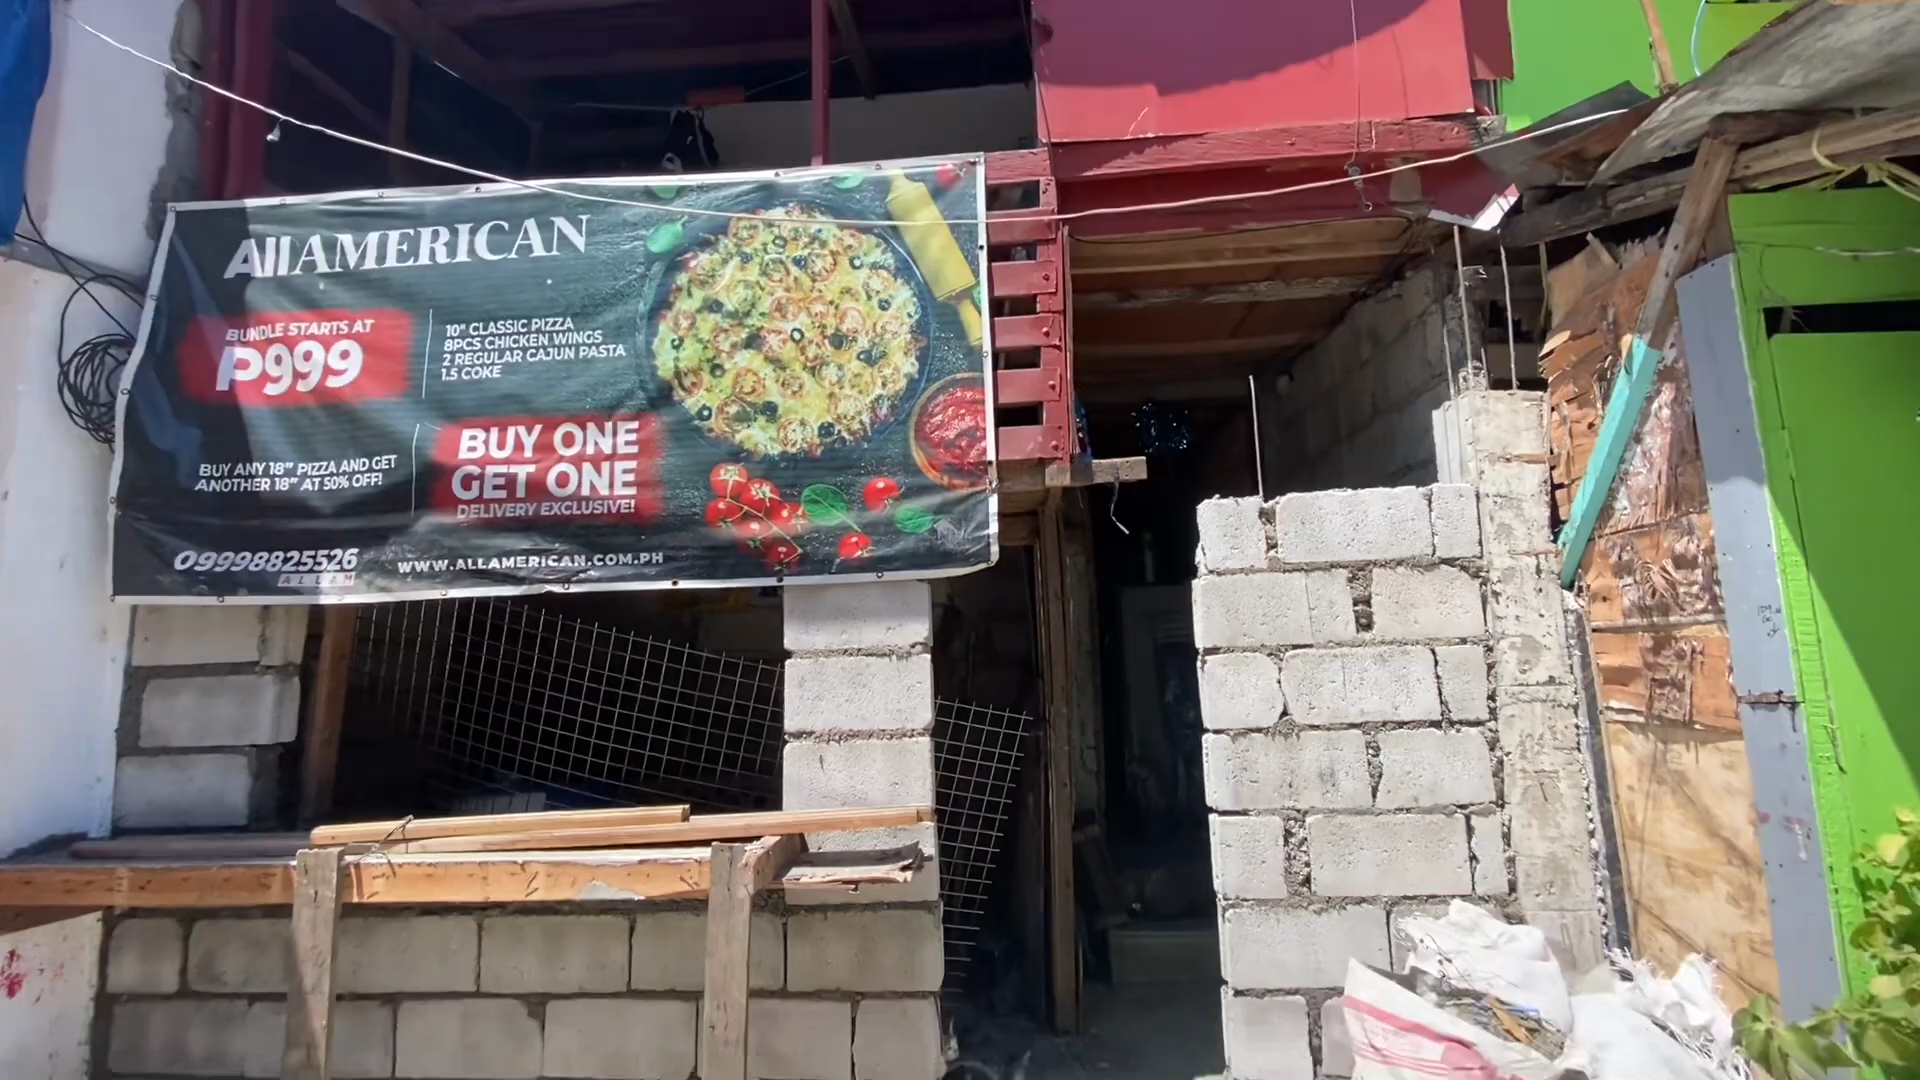 AllAMERICAN
BUNDLE STARTS AT
P999
10" CLASSIC PIZZA
8PCS CHICKEN WINGS
2 REGULAR CAJUN PASTA
1.5 COKE
BUY ANY 18" PIZZA AND GET
ANOTHER 18" AT 50% OFF!
BUY ONE
GET ONE
DELIVERY EXCLUSIVE!
09998825526
WWW.ALLAMERICAN.COM.PH